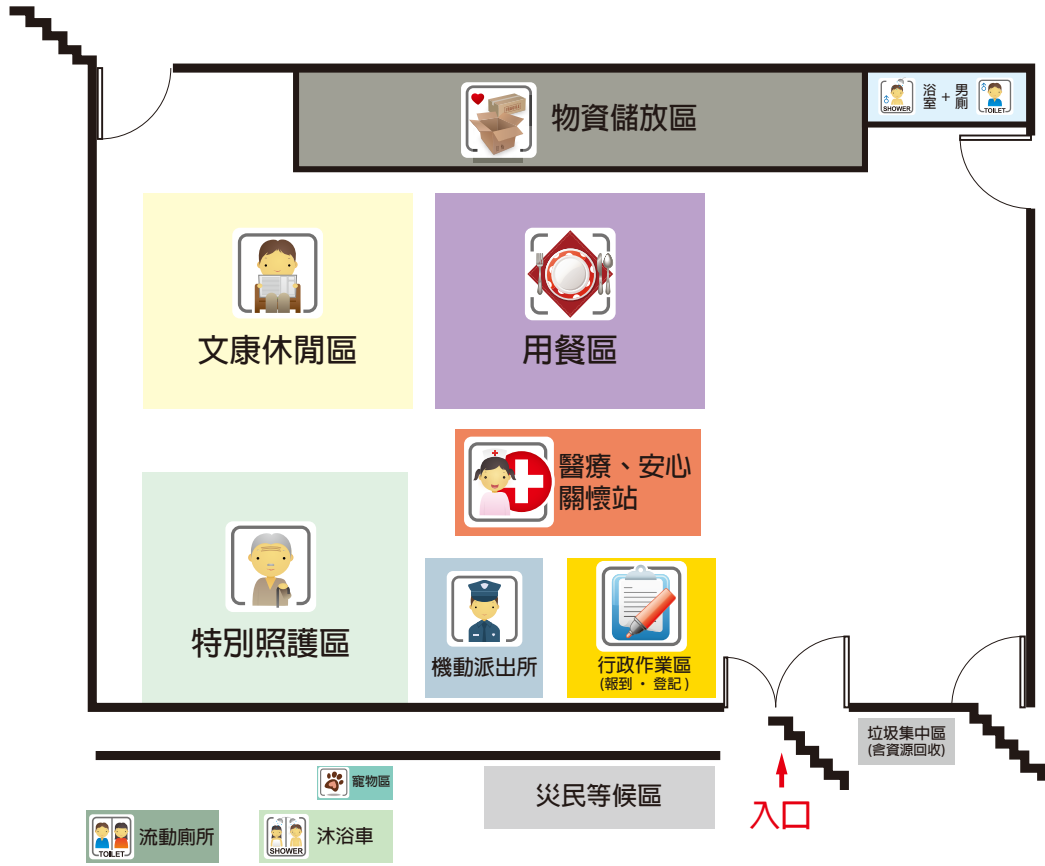 物資儲放區
SHOWER
浴室
+
男廁
TOILET
文康休閒區
用餐區
醫療、安心
關懷站
特別照護區
機動派出所
行政作業區
(報到 · 登記)
垃圾集中區
(含資源回收)
寵物區
災民等候區
入口
TOILET
流動廁所
SHOWER
沐浴車